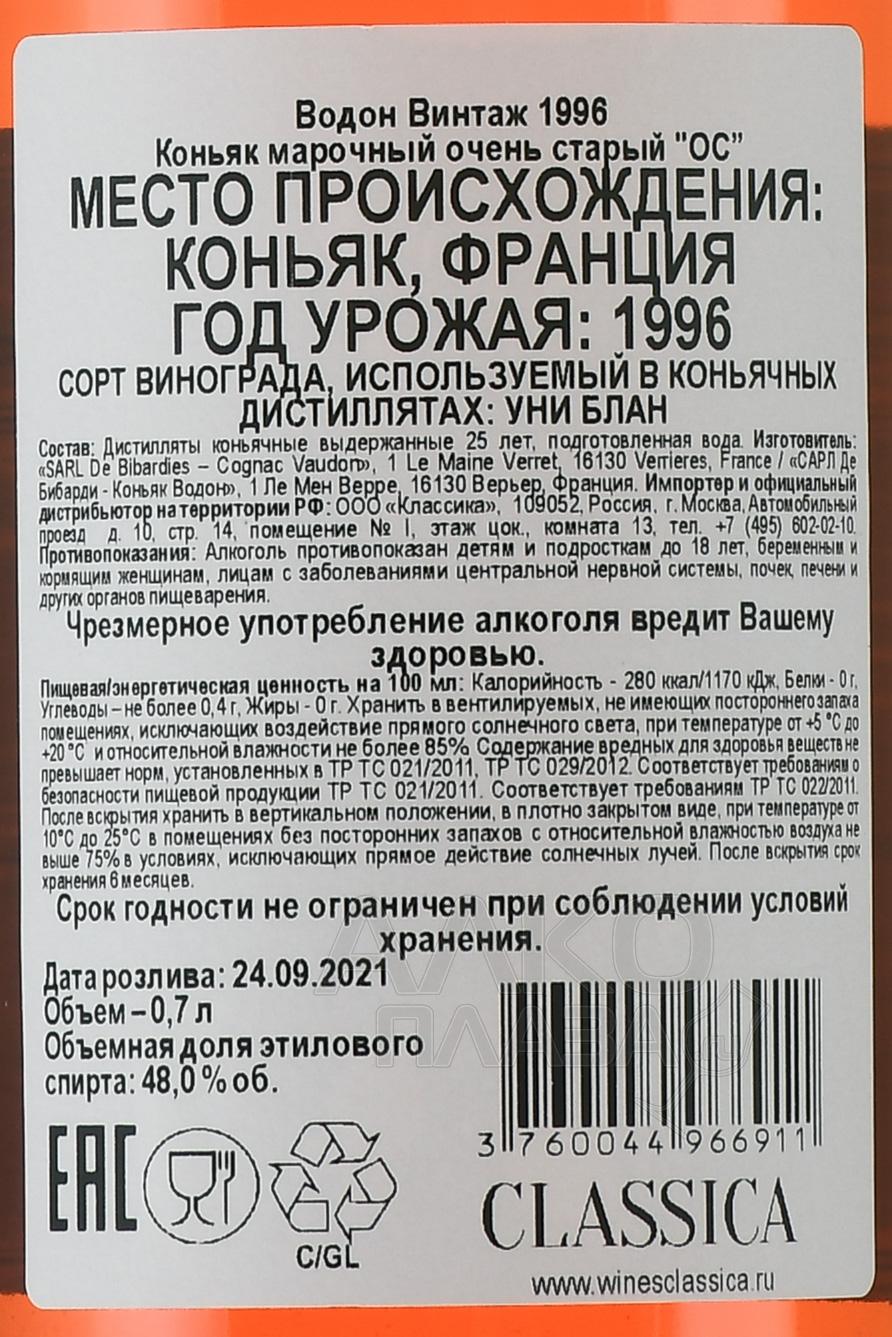 Водон Винтаж 1996
Коньяк марочный очень старый "ОС”
МЕСТО ПРОИСХОЖДЕНИЯ:
КОНЬЯК, ФРАНЦИЯ
ГОД УРОЖАЯ: 1996
СОРТ ВИНОГРАДА, ИСПОЛЬЗУЕМЫЙ В КОНЬЯЧНЫХ
ДИСТИЛЛЯТАХ: УНИ БЛАН
Состав: Дистилляты коньячные выдержанные 25 лет, подготовленная вода. Изготовитель:
«SARL De Bibardies – Cognac Vaudon», 1 Le Maine Verret, 16130 Verrieres, France / «САРЛ Де
Бибарди - Коньяк Водон», 1 Ле Мен Верре, 16130 Верьер, Франция. Импортер и официальный
дистрибьютор на территории РФ: ООО «Классика», 109052, Россия, г. Москва, Автомобильный
проезд д. 10, стр. 14, помещение № I, этаж цок., комната 13, тел. +7 (495) 602-02-10.
Противопоказания: Алкоголь противопоказан детям и подросткам до 18 лет, беременным и
кормящим женщинам, лицам с заболеваниями центральной нервной системы, почек, печени и
других органов пищеварения.
Чрезмерное употребление алкоголя вредит Вашему
здоровью.
Пищевая/энергетическая ценность на 100 мл: Калорийность - 280 ккал/1170 кДж, Белки - 0 г,
Углеводы – не более 0,4 г, Жиры - 0 г. Хранить в вентилируемых, не имеющих постороннего запаха
помещениях, исключающих воздействие прямого солнечного света, при температуре от +5 °С до
+20 °С и относительной влажности не более 85%. Содержание вредных для здоровья веществ не
превышает норм, установленных в ТР ТС 021/2011, ТР ТС 029/2012. Соответствует требованиям о
безопасности пищевой продукции ТР ТС 021/2011. Соответствует требованиям ТР ТС 022/2011.
После вскрытия хранить в вертикальном положении, в плотно закрытом виде, при температуре от
10°С до 25°С в помещениях без посторонних запахов с относительной влажностью воздуха не
выше 75% в условиях, исключающих прямое действие солнечных лучей. После вскрытия срок
хранения 6 месяцев.
Срок годности не ограничен при соблюдении условий
хранения.
Дата розлива: 24.09.2021
Объем – 0,7 л
Объемная доля этилового
спирта: 48,0 % об.
АЛКО
ПЛАЗА
3 760044 966911
EAC
C/GL
CLASSICA
www.winesclassica.ru